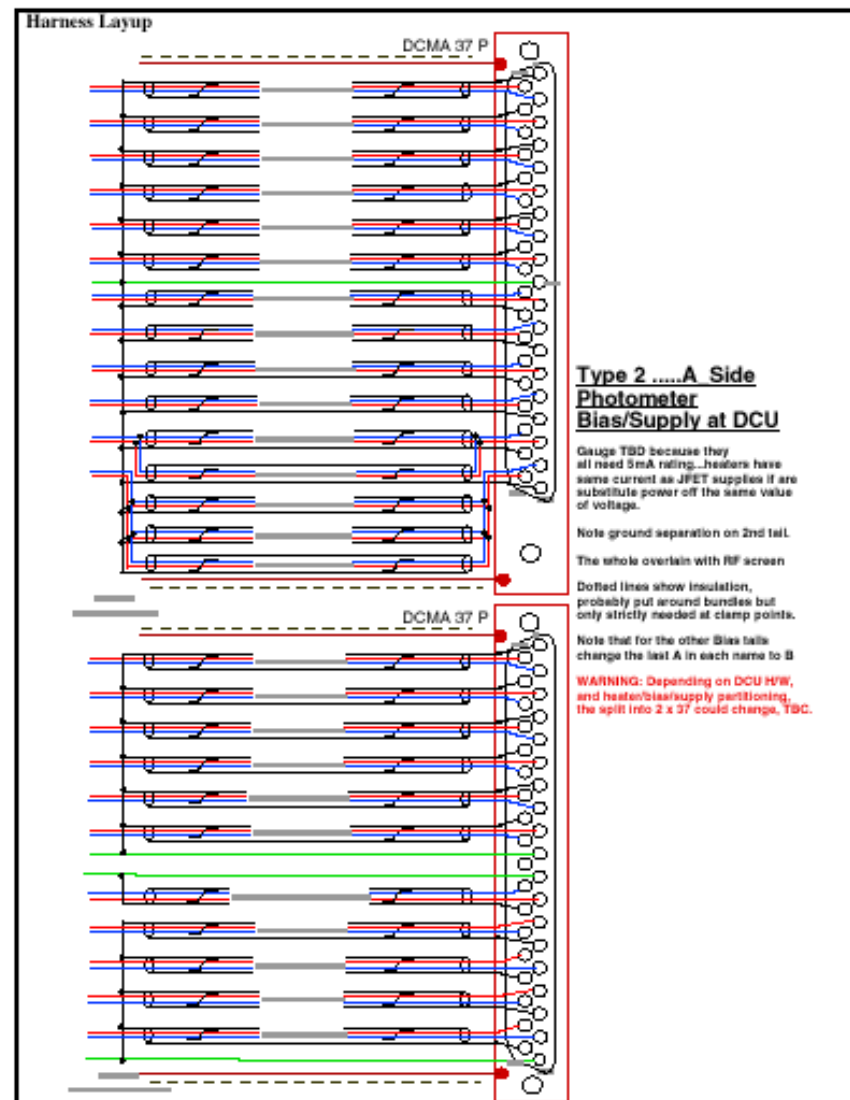 Harness Layup
DCMA 37 P
Type 2 .....A Side
Photometer
Bias/Supply at DCU
Gauge TBD because they
all need 5mA rating...heaters have
same current as JFET supplies if are
substitute power off the same value
of voltage.
Note ground separation on 2nd tail.
The whole overlain with RF screen
Dotted lines show insulation,
probably put around bundles but
only strictly needed at clamp points.
DCMA 37 P
Note that for the other Bias tails
change the last A in each name to B
WARNING: Depending on DCU H/W,
and heater/bias/supply partitioning,
the split into 2 x 37 could change, TBC.